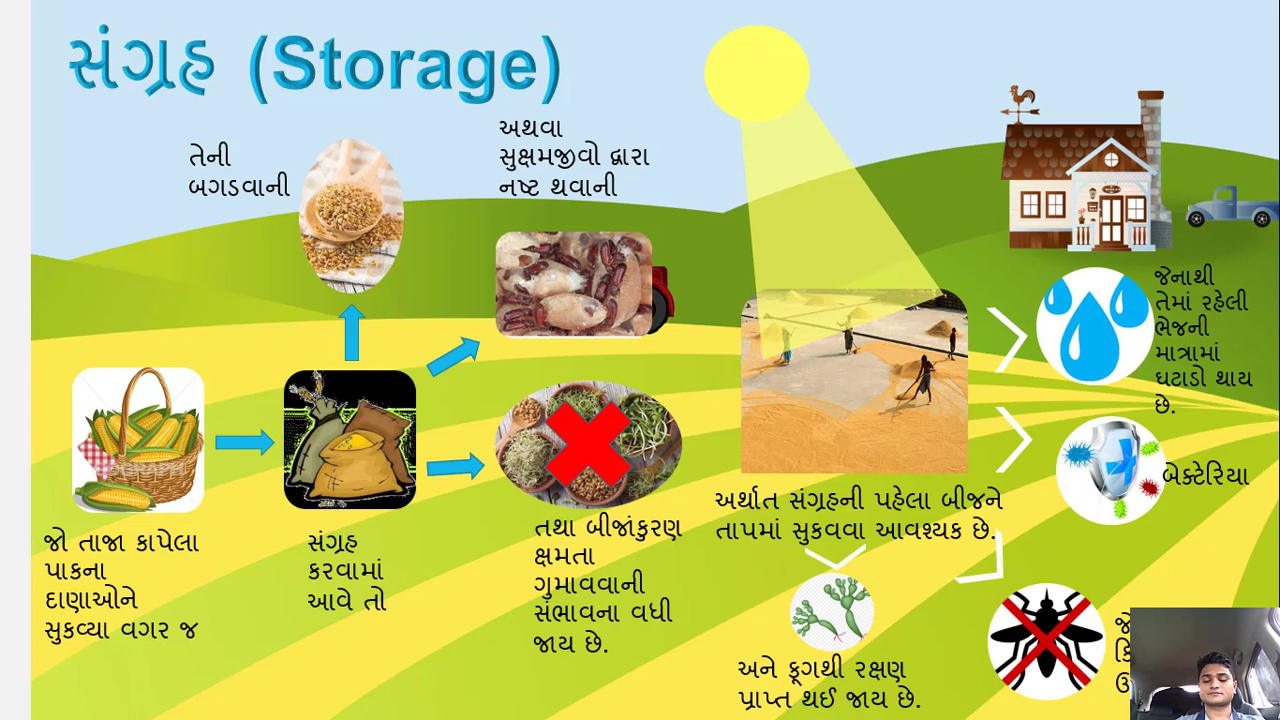 સંગ્રહ (Storage)
તેની
બગડવાની
અથવા
સુક્ષમજીવો દ્વારા
નષ્ટ થવાની
જો તાજા કાપેલા
પાકના
દાણાઓને
સુકવ્યા વગર જ
સંગ્રહ
કરવામાં
આવે તો
તથા બીજાંકુરણ
ક્ષમતા
ગુમાવવાની
સંભાવના વધી
જાય છે.
અર્થાત સંગ્રહની પહેલા બીજને
તાપમાં સુકવવા આવશ્યક છે.
જેનાથી
તેમાં રહેલી
ભેજની
માત્રામાં
ઘટાડો થાય
છે.
બેક્ટેરિયા
અને ફૂગથી રક્ષણ
પ્રાપ્ત થઈ જાય છે.